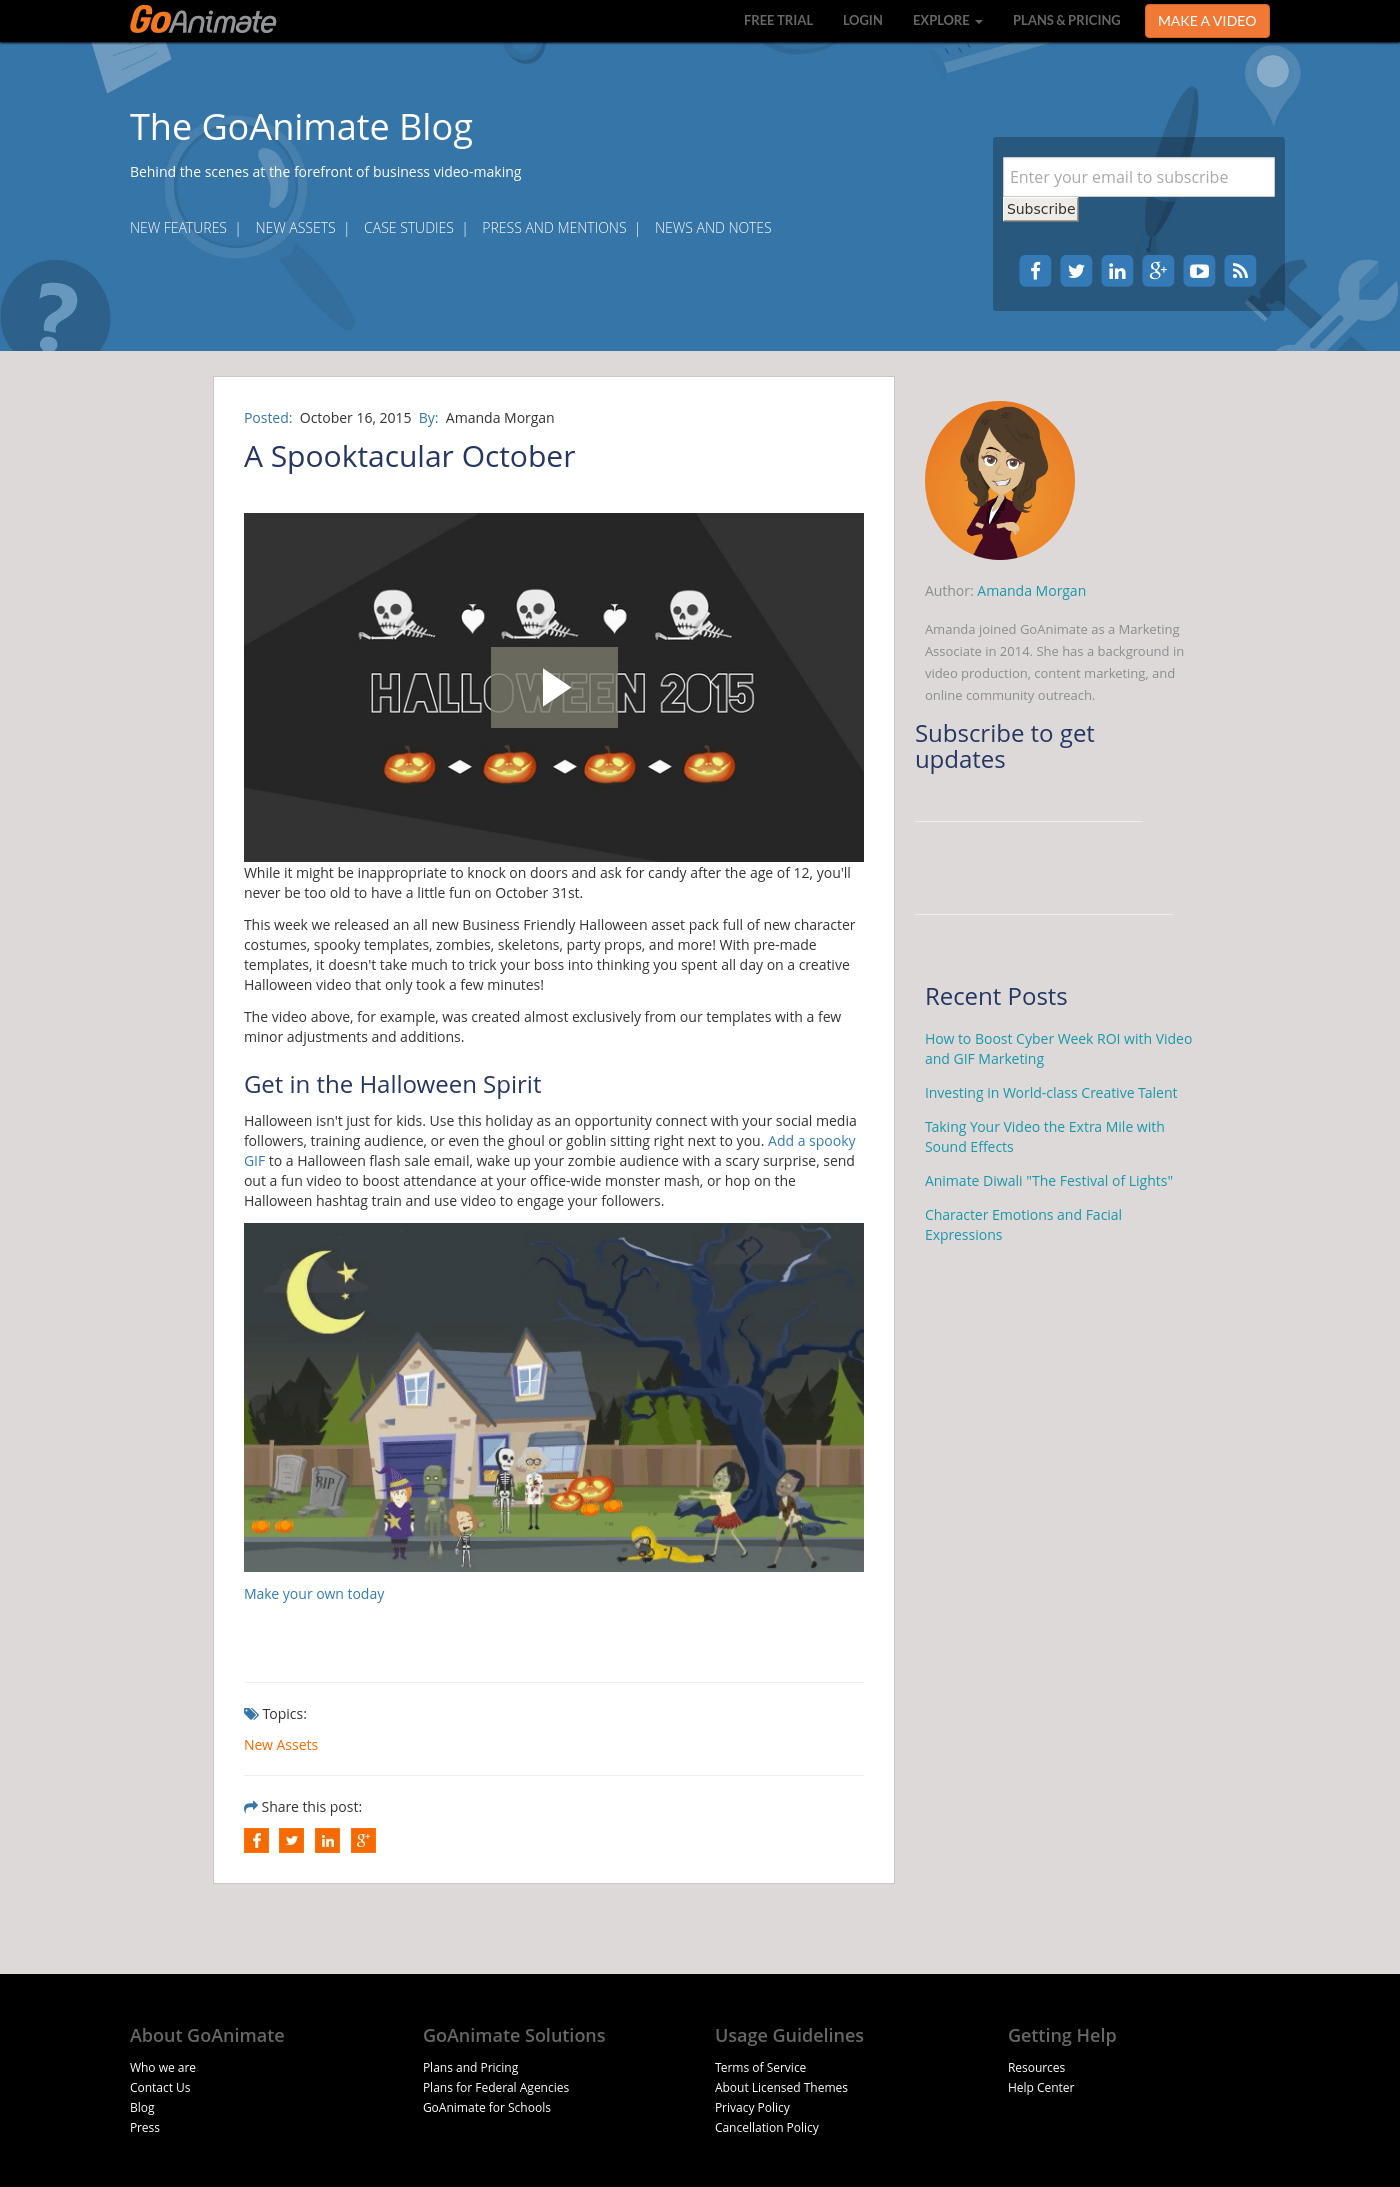 GoAnimate
FREE TRIAL LOGIN EXPLORE PLANS & PRICING MAKE A VIDEO
The GoAnimate Blog
Behind the scenes at the forefront of business video-making
NEW FEATURES | NEW ASSETS | CASE STUDIES | PRESS AND MENTIONS | NEWS AND NOTES
Enter your email to subscribe
Subscribe
Posted: October 16, 2015 By: Amanda Morgan
A Spooktacular October
HALLOWEEN 2015
While it might be inappropriate to knock on doors and ask for candy after the age of 12, you'll
never be too old to have a little fun on October 31st.
This week we released an all new Business Friendly Halloween asset pack full of new character
costumes, spooky templates, zombies, skeletons, party props, and more! With pre-made
templates, it doesn't take much to trick your boss into thinking you spent all day on a creative
Halloween video that only took a few minutes!
The video above, for example, was created almost exclusively from our templates with a few
minor adjustments and additions.
Get in the Halloween Spirit
Halloween isn't just for kids. Use this holiday as an opportunity connect with your social media
followers, training audience, or even the ghoul or goblin sitting right next to you. Add a spooky
GIF to a Halloween flash sale email, wake up your zombie audience with a scary surprise, send
out a fun video to boost attendance at your office-wide monster mash, or hop on the
Halloween hashtag train and use video to engage your followers.
RIP
Make your own today
Topics:
New Assets
Share this post:
Author: Amanda Morgan
Amanda joined GoAnimate as a Marketing
Associate in 2014. She has a background in
video production, content marketing, and
online community outreach.
Subscribe to get
updates
Recent Posts
How to Boost Cyber Week ROI with Video
and GIF Marketing
Investing in World-class Creative Talent
Taking Your Video the Extra Mile with
Sound Effects
Animate Diwali "The Festival of Lights"
Character Emotions and Facial
Expressions
About GoAnimate
Who we are
Contact Us
Blog
Press
GoAnimate Solutions
Plans and Pricing
Plans for Federal Agencies
GoAnimate for Schools
Usage Guidelines
Terms of Service
About Licensed Themes
Privacy Policy
Cancellation Policy
Getting Help
Resources
Help Center